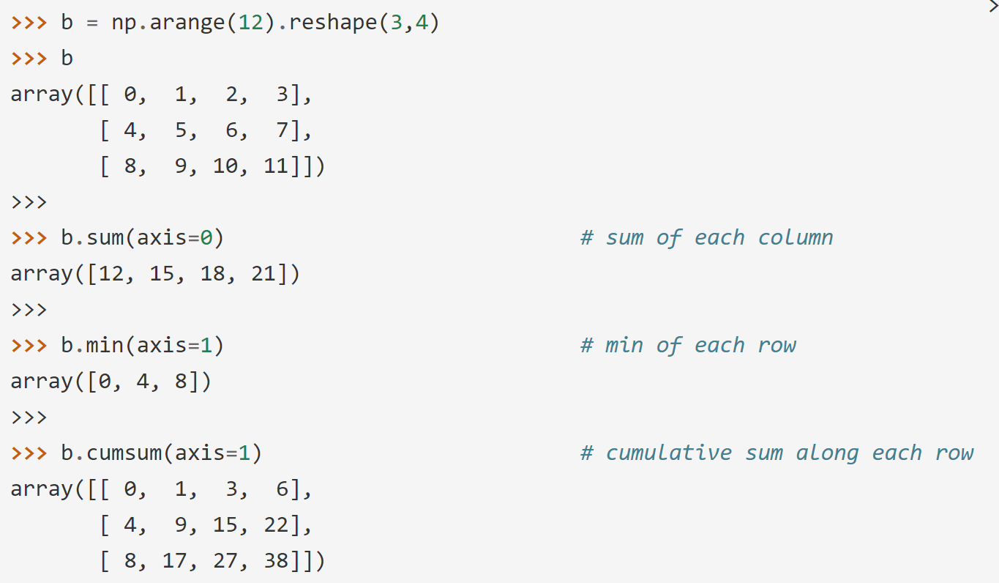 >>> b = np.arange(12).reshape(3,4)
>>> b
array([[ 0,  1,  2,  3],
       [ 4,  5,  6,  7],
       [ 8,  9, 10, 11]])
>>>
>>> b.sum(axis=0)                            # sum of each column
array([12, 15, 18, 21])
>>>
>>> b.min(axis=1)                            # min of each row
array([0, 4, 8])
>>>
>>> b.cumsum(axis=1)                         # cumulative sum along each row
array([[ 0,  1,  3,  6],
       [ 4,  9, 15, 22],
       [ 8, 17, 27, 38]])